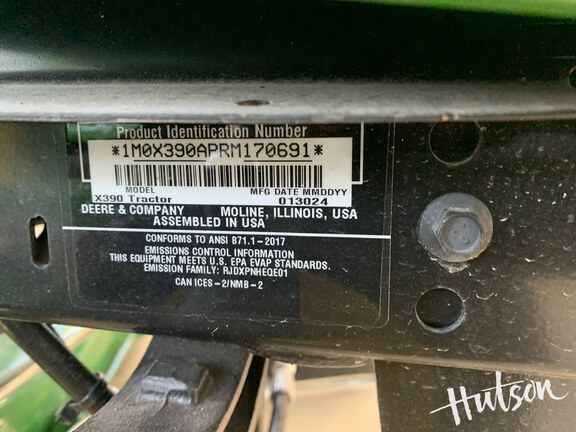 Product Identification Number
*1M0X390APRM170691*
MODEL MFG DATE MMDDYY
X390 Tractor 013024
DEERE & COMPANY MOLINE, ILLINOIS, USA
ASSEMBLED IN USA
CONFORMS TO ANSI B71.1-2017
EMISSIONS CONTROL INFORMATION
THIS EQUIPMENT MEETS U.S. EPA EVAP STANDARDS.
EMISSION FAMILY: RJDXPNHEQE01
CAN ICES-2/NMB-2
Hutson